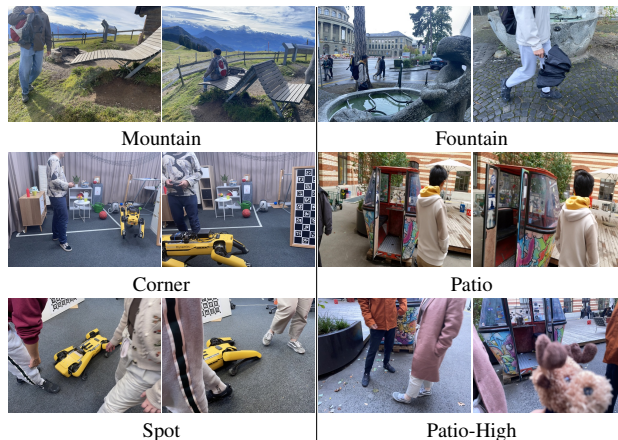 Mountain
Fountain
Corner
Patio
Spot
Patio-High